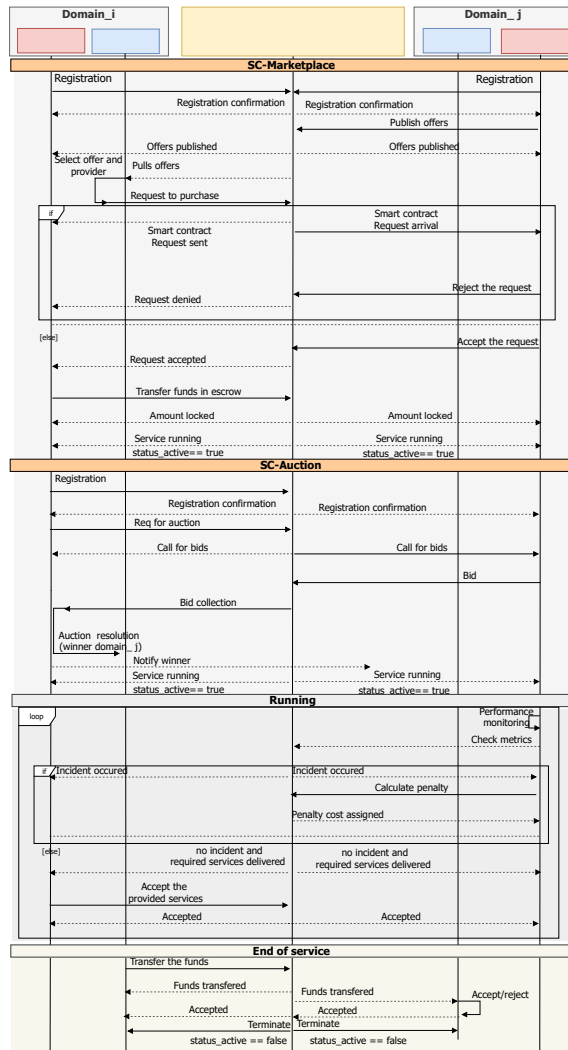 Domain_i
Domain_ j
SC-Marketplace
Registration
Registration
Registration confirmation
Registration confirmation
Publish offers
Offers published
Offers published
Select offer and
provider
Pulls offers
Request to purchase
if
Smart contract
Request sent
Smart contract
Request arrival
Reject the request
Request denied
[else]
Accept the request
Request accepted
Transfer funds in escrow
Amount locked
Amount locked
Service running
status_active== true
Service running
status_active== true
SC-Auction
Registration
Registration confirmation
Registration confirmation
Req for auction
Call for bids
Call for bids
Bid
Bid collection
Auction resolution
(winner domain_ j)
Notify winner
Service running
status_active== true
Service running
status_active== true
Running
loop
Performance
monitoring
Check metrics
if
Incident occured
Incident occured
Calculate penalty
Penalty cost assigned
[else]
no incident and
required services delivered
no incident and
required services delivered
Accept the
provided services
Accepted
Accepted
End of service
Transfer the funds
Funds transfered
Funds transfered
Accept/reject
Accepted
Accepted
Terminate
Terminate
status_active == false
status_active == false